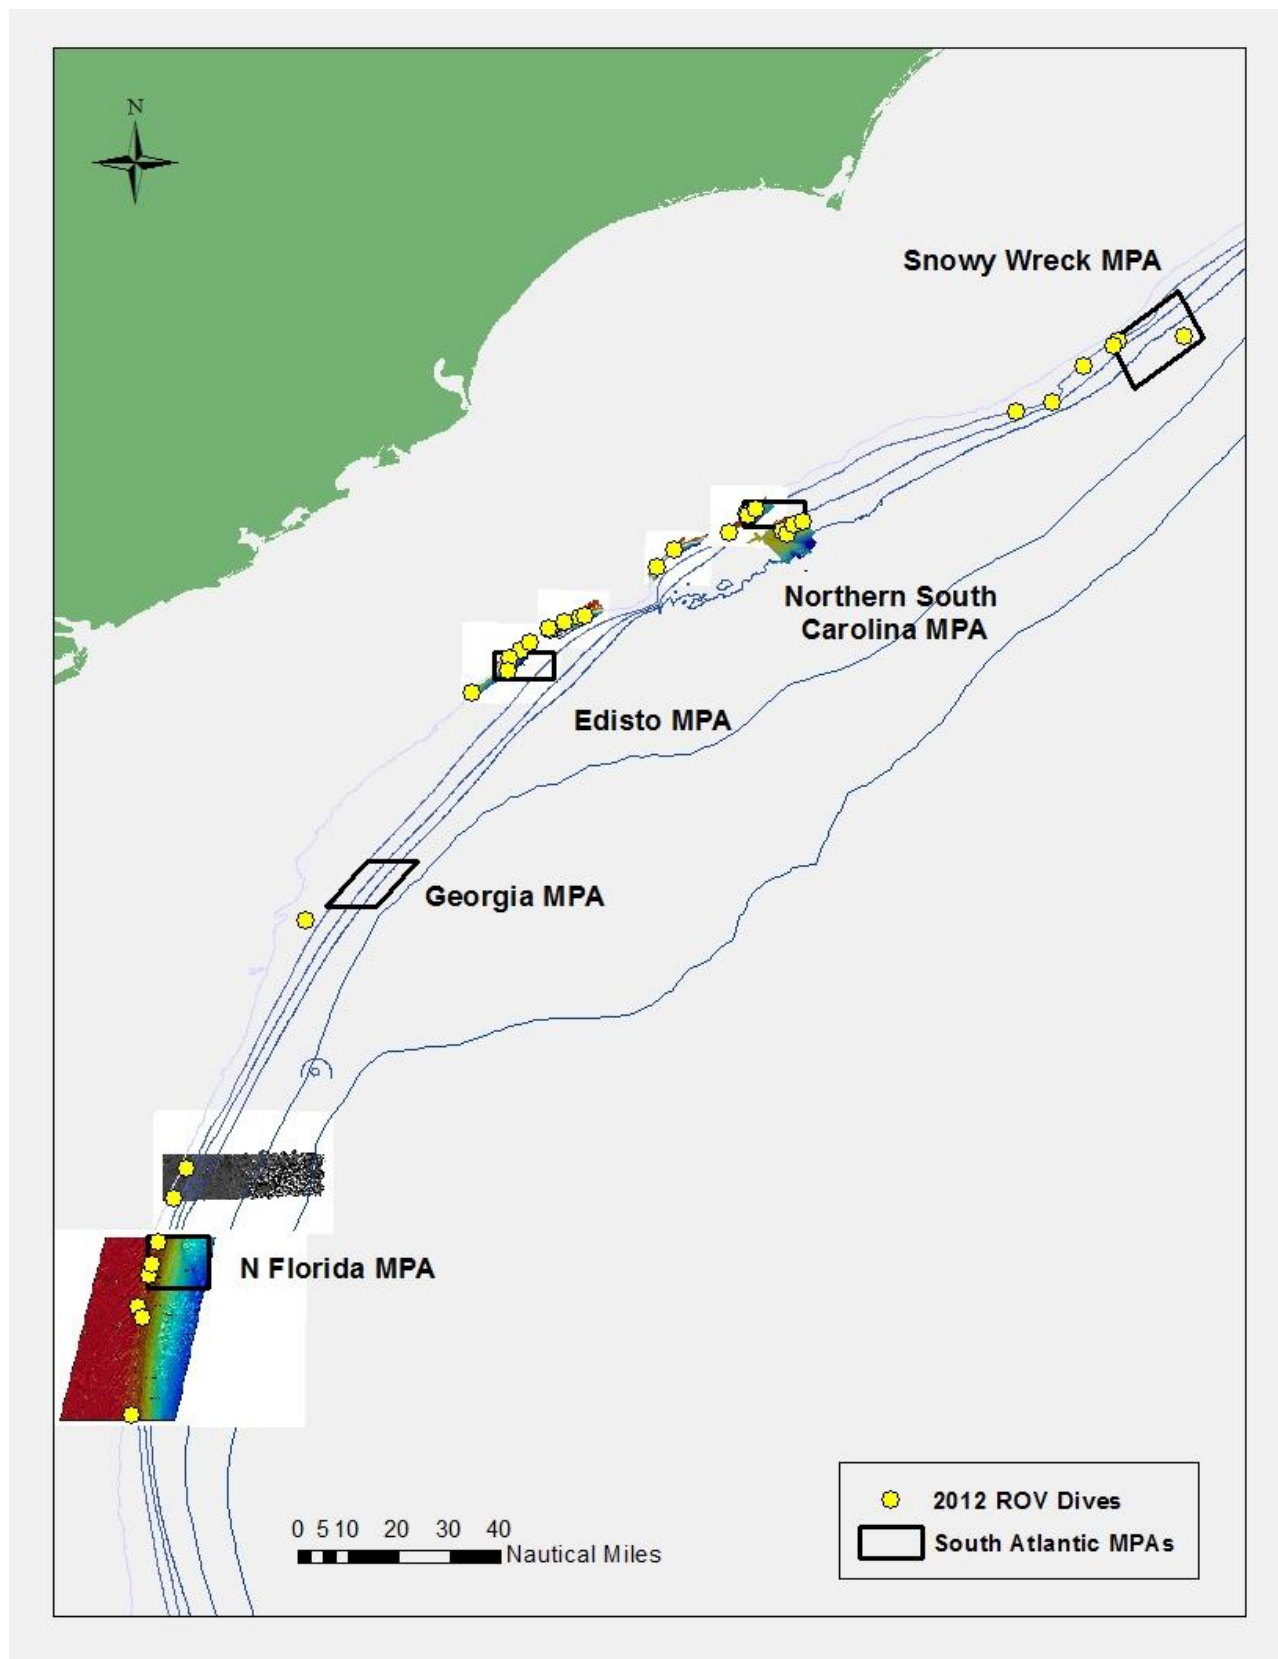 N
Snowy Wreck MPA
Northern South
Carolina MPA
Edisto MPA
Georgia MPA
N Florida MPA
0 5 10 20 30 40
Nautical Miles
2012 ROV Dives
South Atlantic MPAs